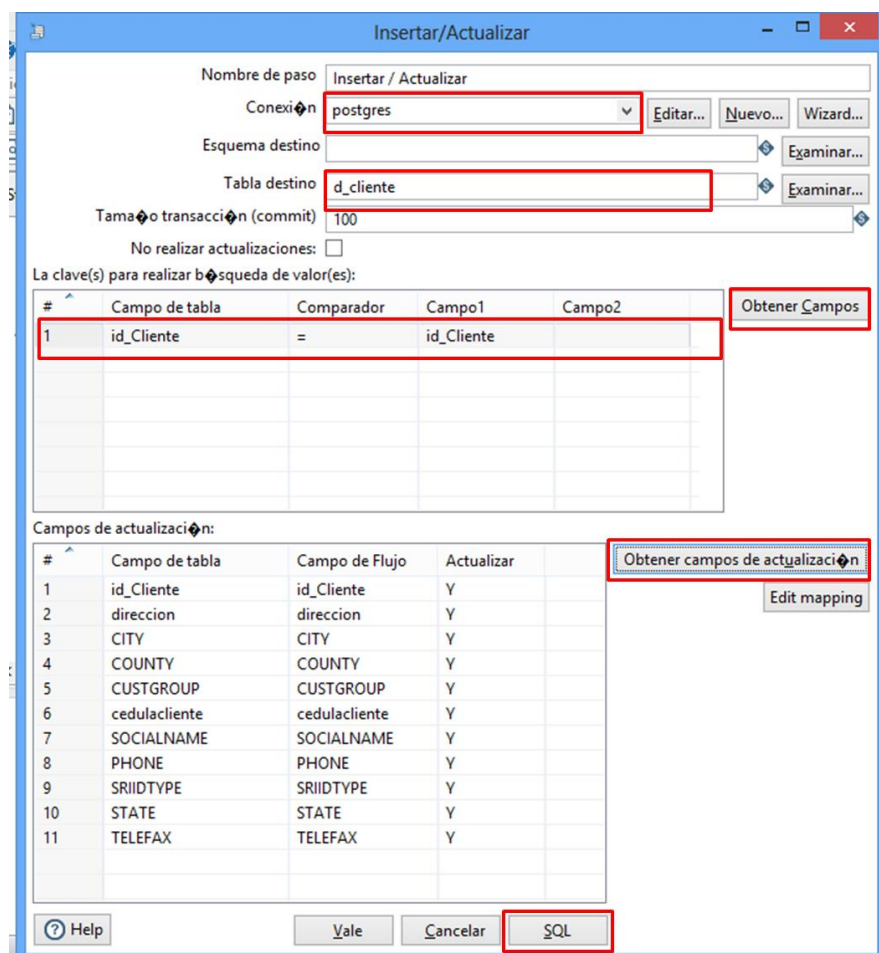 Insertar/Actualizar
Nombre de paso Insertar / Actualizar
Conexi�n postgres Editar... Nuevo... Wizard...
Esquema destino Examinar...
Tabla destino d_cliente Examinar...
Tama�o transacci�n (commit) 100
No realizar actualizaciones:
La clave(s) para realizar b�squeda de valor(es):
# Campo de tabla Comparador Campo1 Campo2 Obtener Campos
1 id_Cliente = id_Cliente
Campos de actualizaci�n:
# Campo de tabla Campo de Flujo Actualizar Obtener campos de actualizaci�n
1 id_Cliente id_Cliente Y Edit mapping
2 direccion direccion Y
3 CITY CITY Y
4 COUNTY COUNTY Y
5 CUSTGROUP CUSTGROUP Y
6 cedulacliente cedulacliente Y
7 SOCIALNAME SOCIALNAME Y
8 PHONE PHONE Y
9 SRIIDTYPE SRIIDTYPE Y
10 STATE STATE Y
11 TELEFAX TELEFAX Y
Help Vale Cancelar SQL